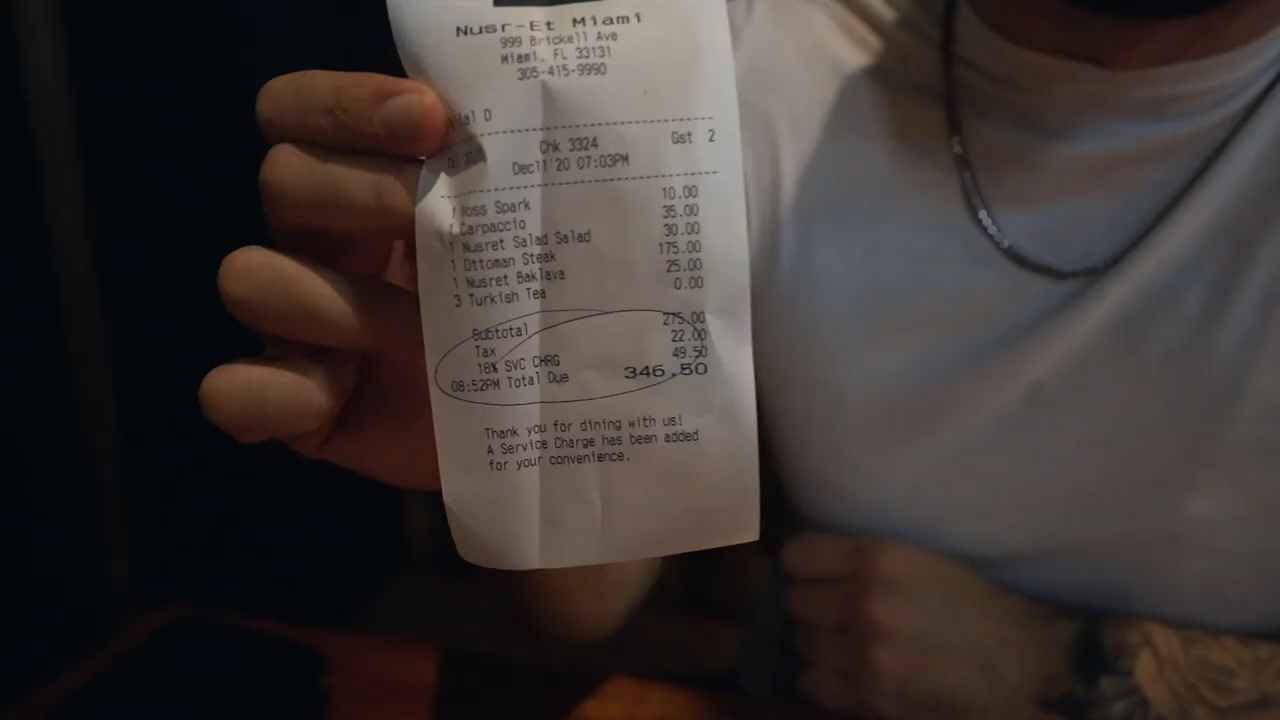 Nusr-Et Miami
999 Brickell Ave
Miami, FL 33131
305-415-9990
D
Chk 3324 Gst 2
Dec11'20 07:03PM
Voss Spark 10.00
Carpaccio 35.00
1 Nusret Salad Salad 30.00
1 Ottoman Steak 175.00
1 Nusret Baklava 25.00
3 Turkish Tea 0.00
Subtotal 275.00
Tax 22.00
18% SVC CHRG 49.50
08:52PM Total Due 346.50
Thank you for dining with us!
A Service Charge has been added
for your convenience.